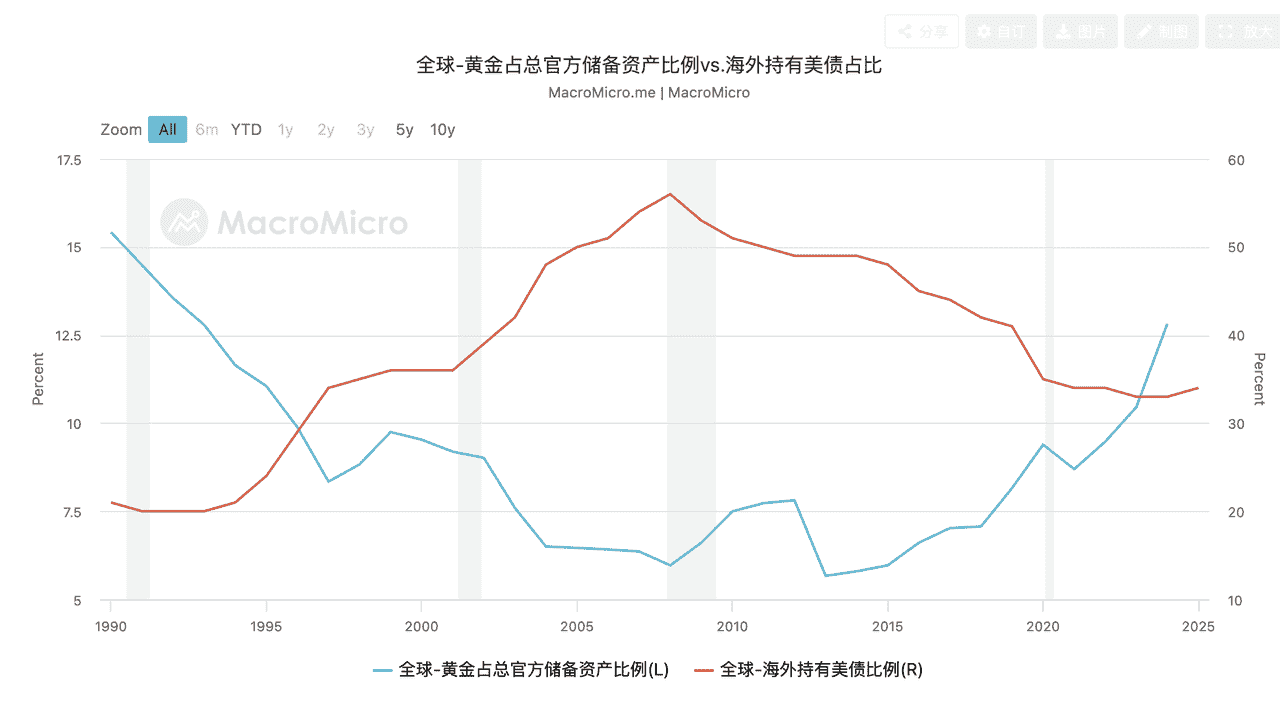 分享 自订 图片 制图 放大
全球-黄金占总官方储备资产比例vs.海外持有美债占比
MacroMicro.me | MacroMicro
Zoom All 6m YTD 1y 2y 3y 5y 10y
17.5 60
MacroMicro
15 50
12.5 40
Percent Percent
10 30
7.5 20
5 10
1990 1995 2000 2005 2010 2015 2020 2025
全球-黄金占总官方储备资产比例(L) 全球-海外持有美债比例(R)